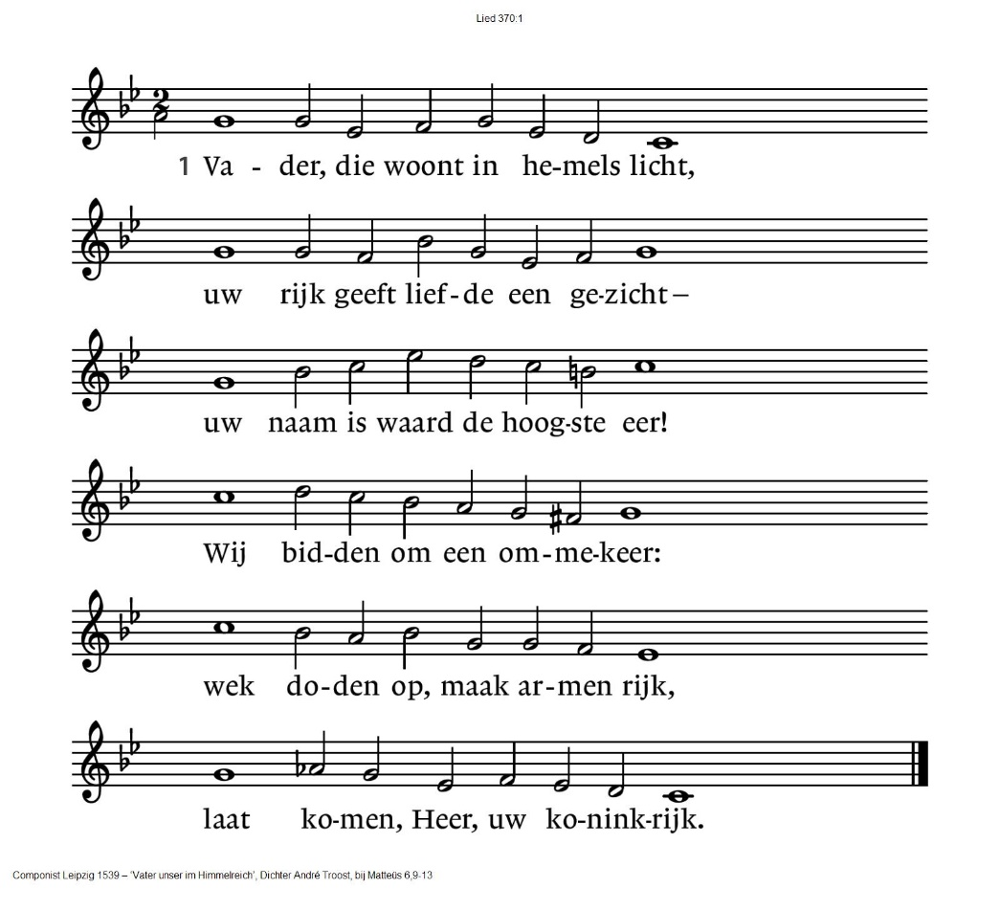 Lied 370:1
2
1 Va - der, die woont in he-mels licht,
uw rijk geeft lief-de een ge-zicht–
uw naam is waard de hoog-ste eer!
Wij bid-den om een om-me-keer:
wek do-den op, maak ar-men rijk,
laat ko-men, Heer, uw ko-nink-rijk.
Componist Leipzig 1539 – 'Vater unser im Himmelreich', Dichter André Troost, bij Matteüs 6,9-13